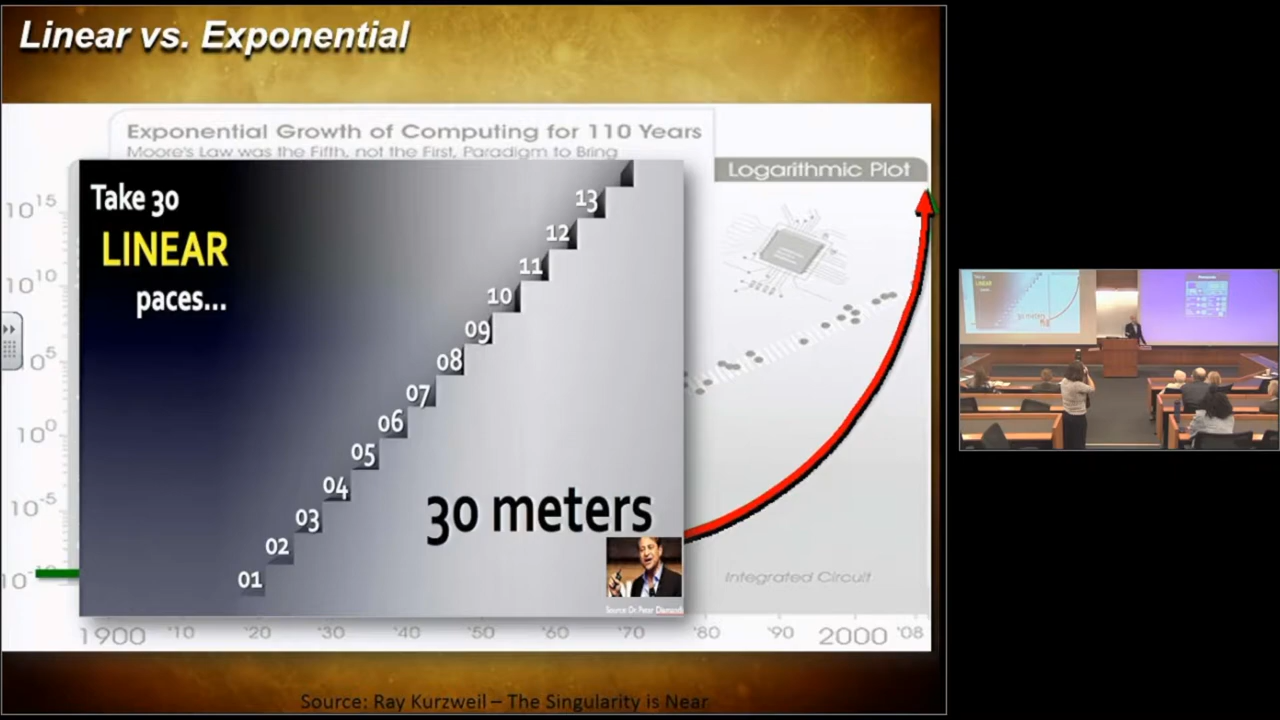 Linear vs. Exponential
Exponential Growth of Computing for 110 Years
Moore's Law was the Fifth, not the First, Paradigm to Bring
Logarithmic Plot
Take 30
LINEAR
paces...
13
12
11
10
09
08
07
06
05
04
03
02
01
30 meters
Source: Dr. Peter Diamandis
10^15
10^10
10^5
10^0
10^-5
Integrated Circuit
1900 '10 '20 '30 '40 '50 '60 '70 '80 '90 2000 '08
Source: Ray Kurzweil – The Singularity is Near
LINEAR
30 meters